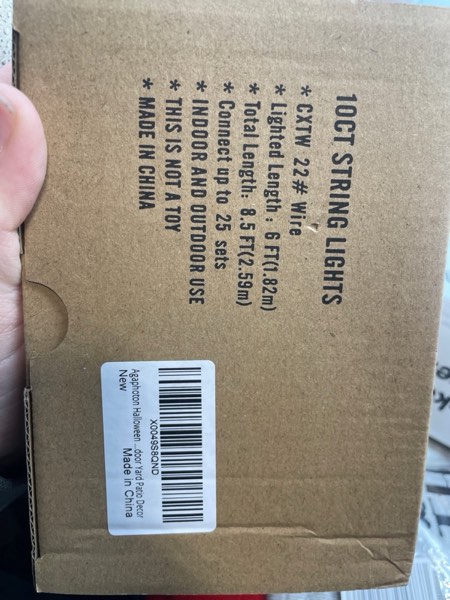 10CT STRING LIGHTS
* CXTW 22# Wire
* Lighted Length : 6 FT(1.82m)
* Total Length: 8.5 FT(2.59m)
* Connect up to 25 sets
* INDOOR AND OUTDOOR USE
* THIS IS NOT A TOY
* MADE IN CHINA
X0049S8QND
Agaphoton Halloween ...door Yard Patio Decor
New
Made in China